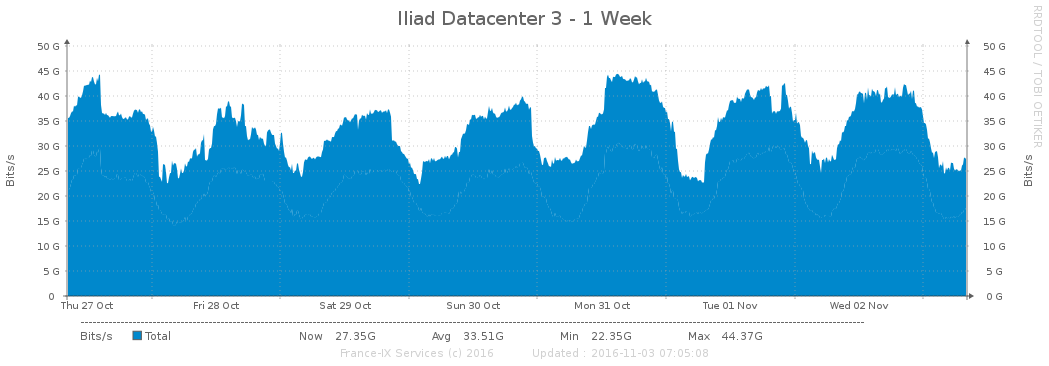 Iliad Datacenter 3 - 1 Week
RRDTOOL / TOBI OETIKER
Bits/s
50 G 50 G
45 G 45 G
40 G 40 G
35 G 35 G
30 G 30 G
25 G 25 G
20 G 20 G
15 G 15 G
10 G 10 G
5 G 5 G
0 0 G
Bits/s
Thu 27 Oct Fri 28 Oct Sat 29 Oct Sun 30 Oct Mon 31 Oct Tue 01 Nov Wed 02 Nov
Bits/s Total Now 27.35G Avg 33.51G Min 22.35G Max 44.37G
France-IX Services (c) 2016 Updated : 2016-11-03 07:05:08